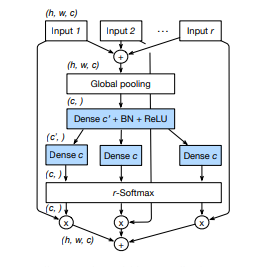 (h, w, c)
Input 1 Input 2 ... Input r
+
(h, w, c)
Global pooling
(c, )
Dense c' + BN + ReLU
(c', )
Dense c Dense c Dense c
(c, )
r-Softmax
(c, )
x x x
(h, w, c)
+